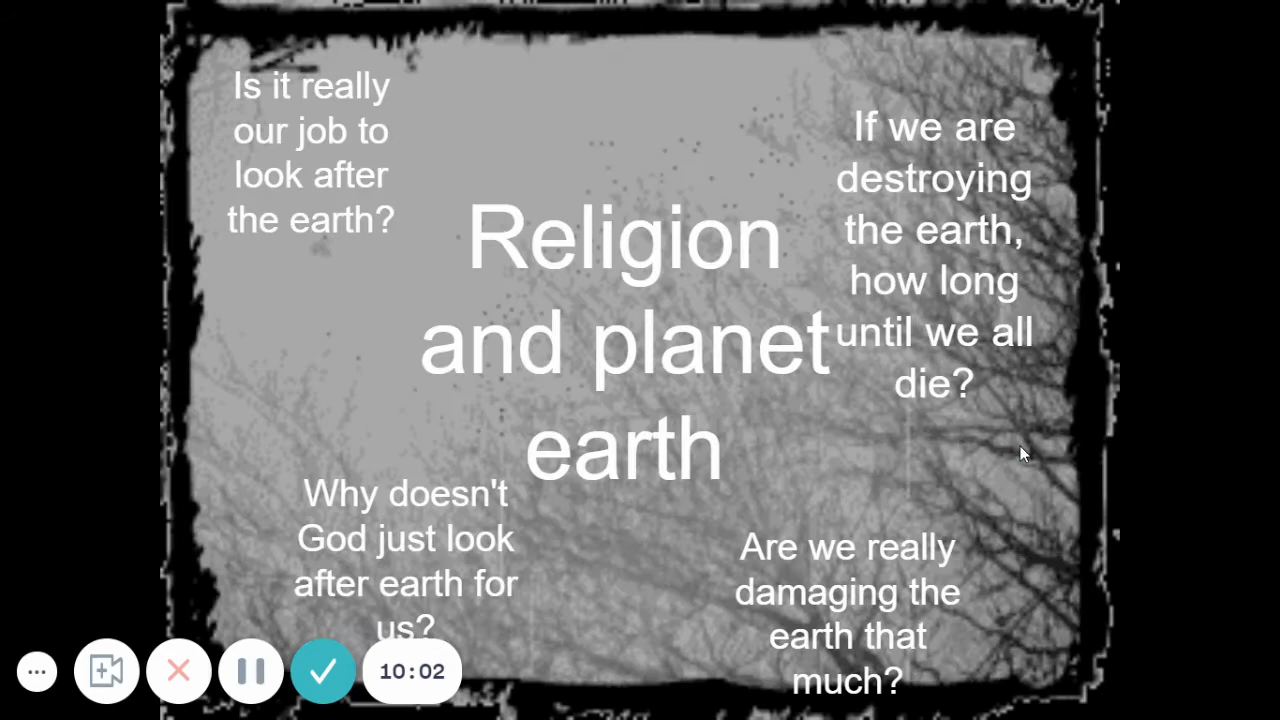 Is it really
our job to
look after
the earth?
If we are
destroying
the earth,
how long
until we all
die?
Religion
and planet
earth
Why doesn't
God just look
after earth for
us?
Are we really
damaging the
earth that
much?
10:02